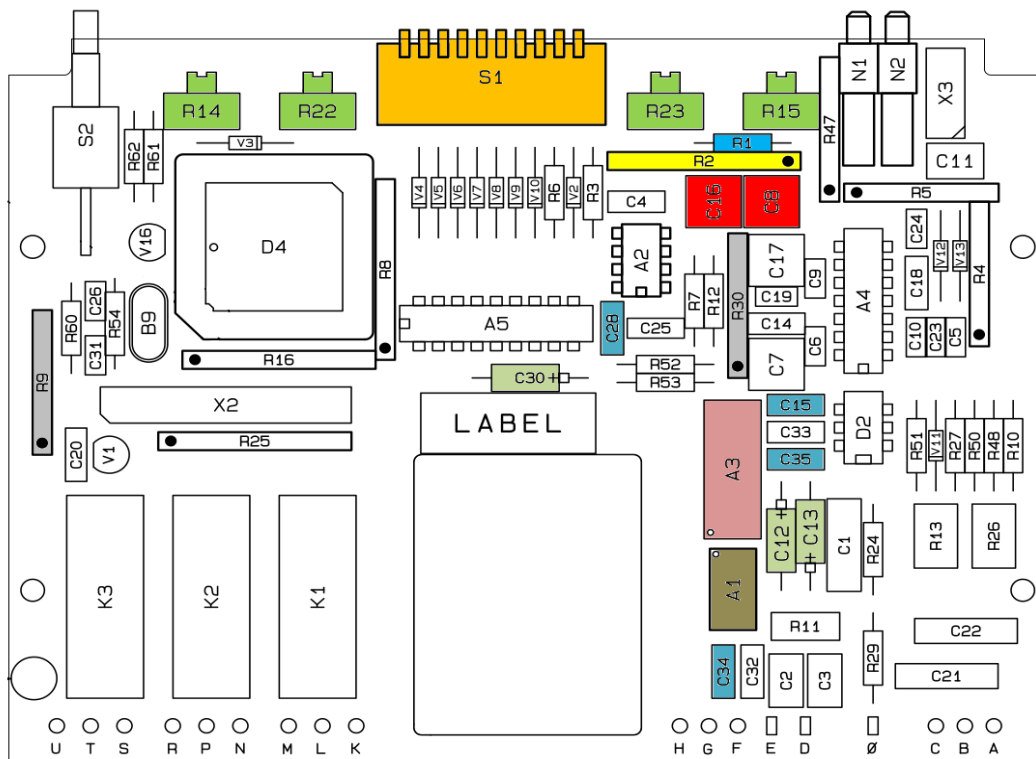 S1
N1
N2
X3
S2
R14
R22
R23
R15
R47
R62
R61
V3
R1
R2
C11
V4
V5
V6
V7
V8
V9
V10
R6
V2
R3
C4
C16
C8
R5
V16
D4
R8
A2
C17
C9
A4
C24
V12
V13
R4
R7
R12
R30
C18
C19
R60
C26
R54
B9
A5
C28
C25
C14
C6
C10
C23
C5
C31
R9
R16
C30
+
R52
R53
C7
X2
LABEL
C15
R25
C33
D2
C20
V1
A3
C35
R51
V11
R27
R50
R48
R10
K3
K2
K1
C12
+
C13
+
C1
R24
R13
R26
A1
R11
C22
C34
C32
C2
C3
R29
C21
U T S R P N M L K H G F E D Ø C B A